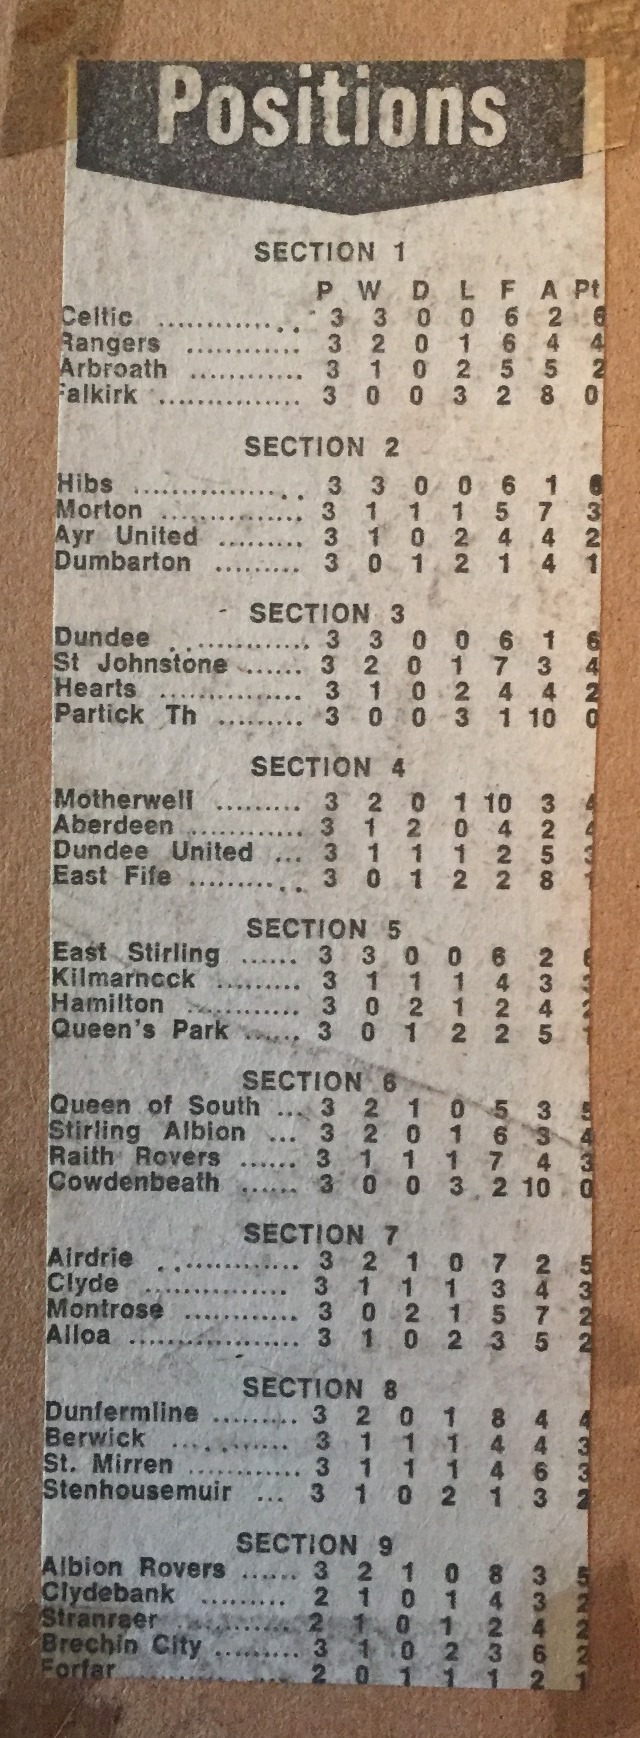 Positions
SECTION 1
P W D L F A Pt
Celtic .............. 3 3 0 0 6 2 6
Rangers ............ 3 2 0 1 6 4 4
Arbroath ............ 3 1 0 2 5 5 2
Falkirk ............... 3 0 0 3 2 8 0
SECTION 2
Hibs .................. 3 3 0 0 6 1 6
Morton ............... 3 1 1 1 5 7 3
Ayr United ......... 3 1 0 2 4 4 2
Dumbarton ......... 3 0 1 2 1 4 1
SECTION 3
Dundee ............... 3 3 0 0 6 1 6
St Johnstone ...... 3 2 0 1 7 3 4
Hearts ............... 3 1 0 2 4 4 2
Partick Th ......... 3 0 0 3 1 10 0
SECTION 4
Motherwell ......... 3 2 0 1 10 3 4
Aberdeen ............ 3 1 2 0 4 2 4
Dundee United ... 3 1 1 1 2 5 3
East Fife ............ 3 0 1 2 2 8 1
SECTION 5
East Stirling ...... 3 3 0 0 6 2 6
Kilmarnock ......... 3 1 1 1 4 3 3
Hamilton ............ 3 0 2 1 2 4 2
Queen's Park ...... 3 0 1 2 2 5 1
SECTION 6
Queen of South ... 3 2 1 0 5 3 5
Stirling Albion ... 3 2 0 1 6 3 4
Raith Rovers ...... 3 1 1 1 7 4 3
Cowdenbeath ...... 3 0 0 3 2 10 0
SECTION 7
Airdrie ............... 3 2 1 0 7 2 5
Clyde ............... 3 1 1 1 3 4 3
Montrose ............ 3 0 2 1 5 7 2
Alloa .................. 3 1 0 2 3 5 2
SECTION 8
Dunfermline ......... 3 2 0 1 8 4 4
Berwick ............ 3 1 1 1 4 4 3
St. Mirren ............ 3 1 1 1 4 6 3
Stenhousemuir ... 3 1 0 2 1 3 2
SECTION 9
Albion Rovers ...... 3 2 1 0 8 3 5
Clydebank ......... 2 1 0 1 4 3 2
Stranraer ............ 2 1 0 1 2 4 2
Brechin City ......... 3 1 0 2 3 6 2
Forfar ............... 2 0 1 1 1 2 1